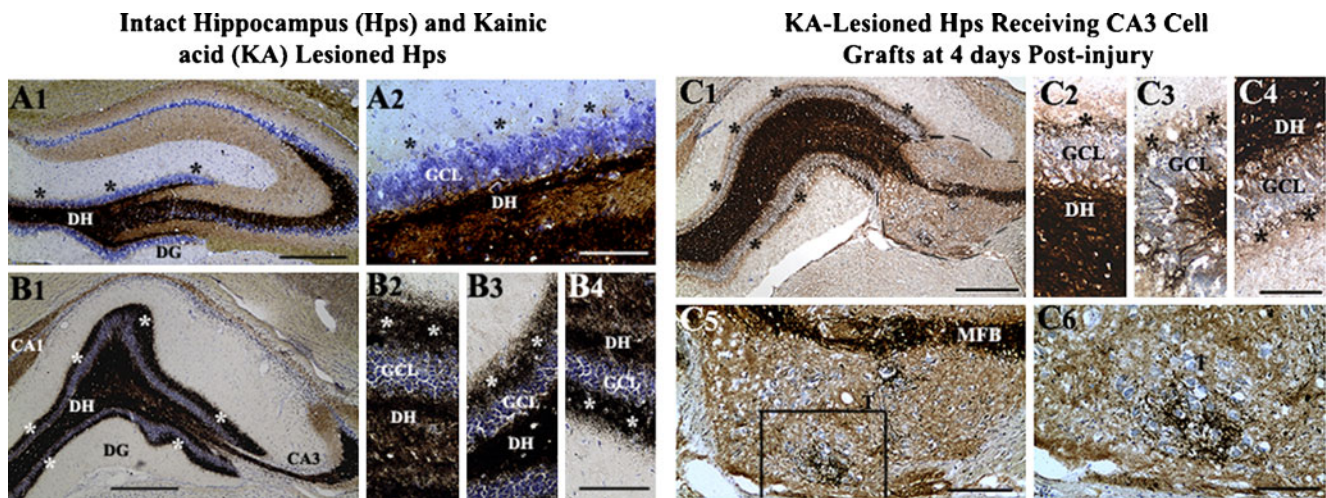 Intact Hippocampus (Hps) and Kainic
acid (KA) Lesioned Hps
KA-Lesioned Hps Receiving CA3 Cell
Grafts at 4 days Post-injury
A1
*
*
*
DH
DG
A2
*
*
*
GCL
DH
B1
*
CA1
*
DH
*
*
*
*
DG
CA3
B2
*
*
GCL
DH
B3
*
*
GCL
DH
B4
DH
GCL
*
*
C1
*
*
*
*
*
*
C2
*
GCL
DH
C3
*
*
GCL
C4
DH
GCL
*
*
C5
MFB
T
C6
T